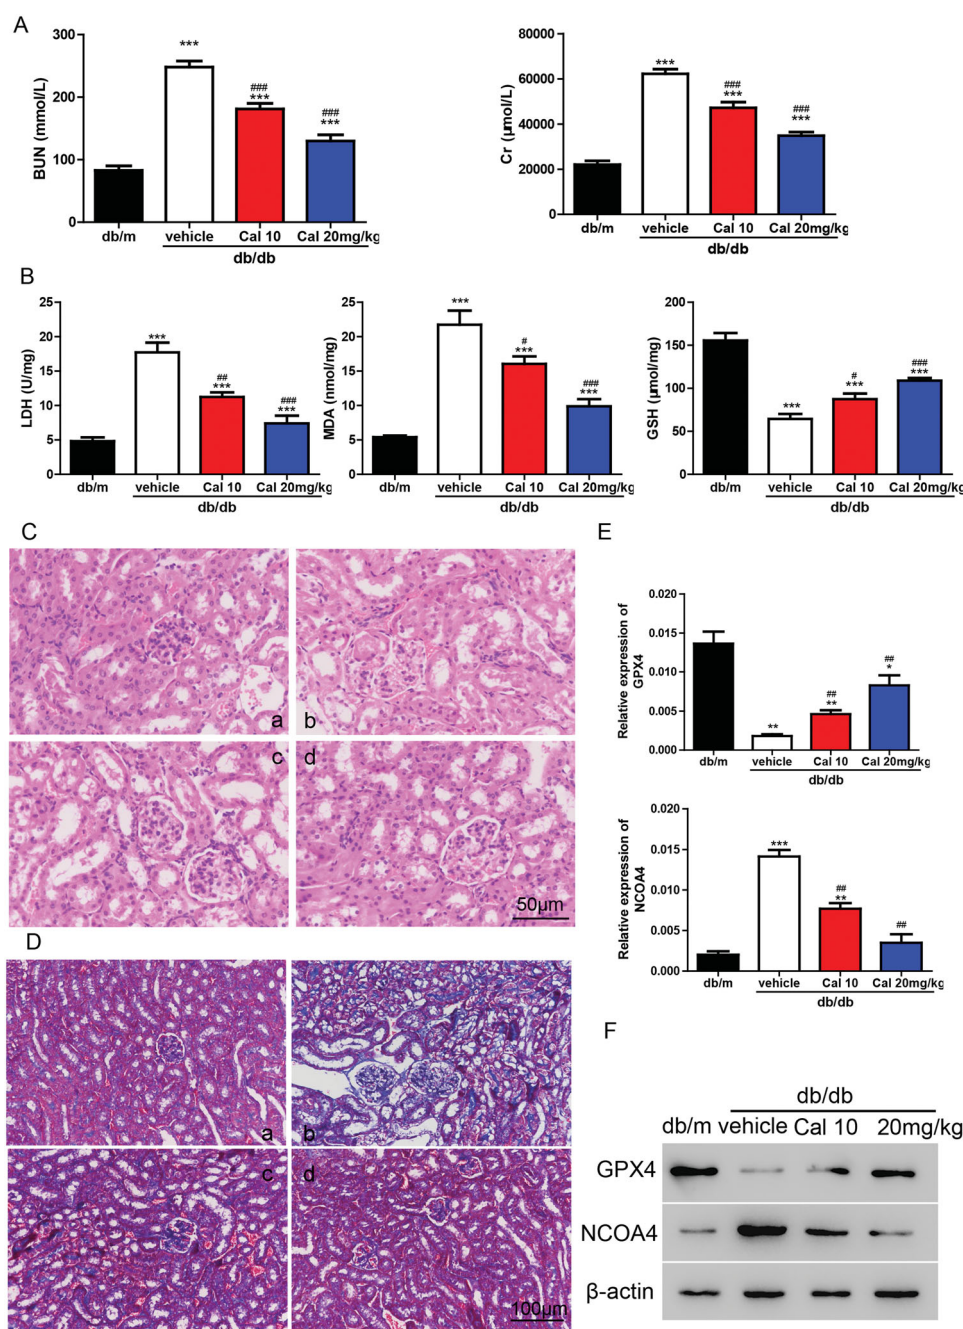 A
BUN (mmol/L)
300
200
100
0
***
###
***
###
***
db/m
vehicle
Cal 10
Cal 20mg/kg
db/db
Cr (μmol/L)
80000
60000
40000
20000
0
***
###
***
###
***
db/m
vehicle
Cal 10
Cal 20mg/kg
db/db
B
LDH (U/mg)
25
20
15
10
5
0
***
##
***
###
***
db/m
vehicle
Cal 10
Cal 20mg/kg
db/db
MDA (nmol/mg)
25
20
15
10
5
0
***
#
***
###
***
db/m
vehicle
Cal 10
Cal 20mg/kg
db/db
GSH (μmol/mg)
200
150
100
50
0
***
#
***
###
***
db/m
vehicle
Cal 10
Cal 20mg/kg
db/db
C
a
b
c
d
50μm
D
a
b
c
d
100μm
E
Relative expression of
GPX4
0.020
0.015
0.010
0.005
0.000
**
##
**
##
*
db/m
vehicle
Cal 10
Cal 20mg/kg
db/db
Relative expression of
NCOA4
0.020
0.015
0.010
0.005
0.000
***
##
**
##
db/m
vehicle
Cal 10
Cal 20mg/kg
db/db
F
db/db
db/m vehicle Cal 10 20mg/kg
GPX4
NCOA4
β-actin